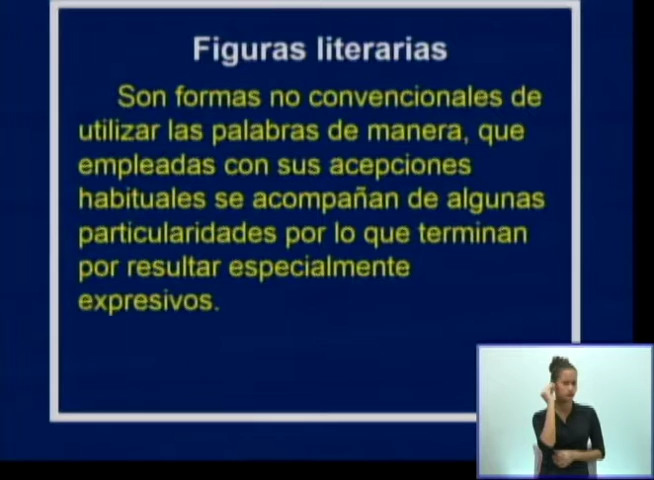 Figuras literarias
Son formas no convencionales de
utilizar las palabras de manera, que
empleadas con sus acepciones
habituales se acompañan de algunas
particularidades por lo que terminan
por resultar especialmente
expresivos.